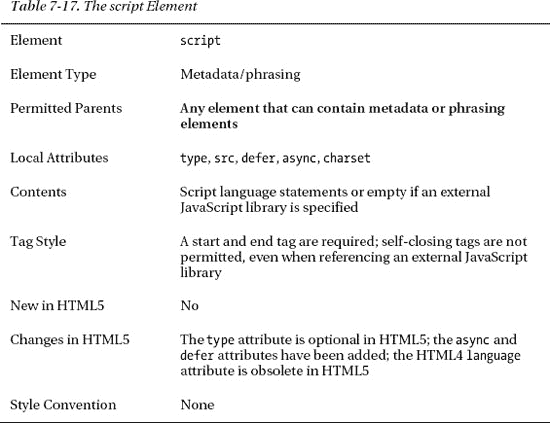 Table 7-17. The script Element
Element script
Element Type Metadata/phrasing
Permitted Parents Any element that can contain metadata or phrasing
elements
Local Attributes type, src, defer, async, charset
Contents Script language statements or empty if an external
JavaScript library is specified
Tag Style A start and end tag are required; self-closing tags are not
permitted, even when referencing an external JavaScript
library
New in HTML5 No
Changes in HTML5 The type attribute is optional in HTML5; the async and
defer attributes have been added; the HTML4 language
attribute is obsolete in HTML5
Style Convention None